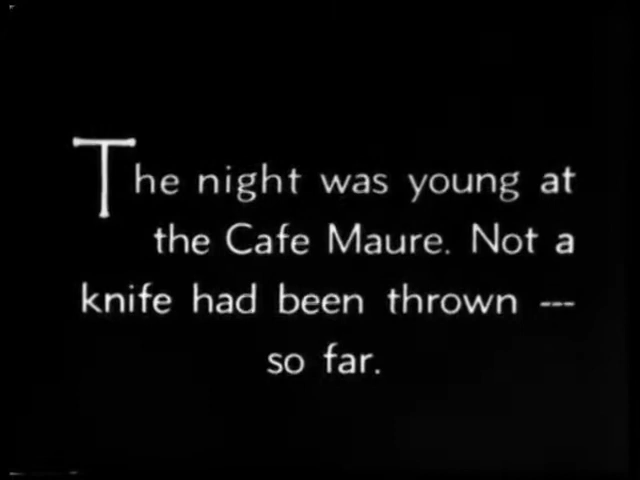 The night was young at
the Cafe Maure. Not a
knife had been thrown ---
so far.